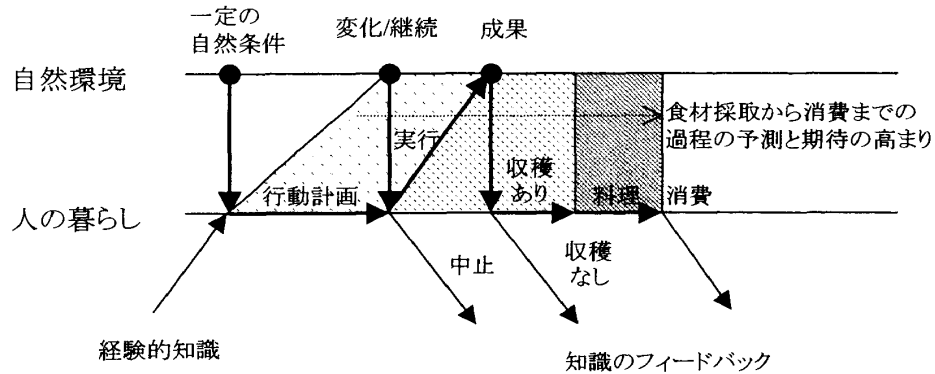 一定の
自然条件
変化/継続
成果
自然環境
食材採取から消費までの
過程の予測と期待の高まり
実行
収穫
あり
行動計画
料理
消費
人の暮らし
中止
収穫
なし
経験的知識
知識のフィードバック